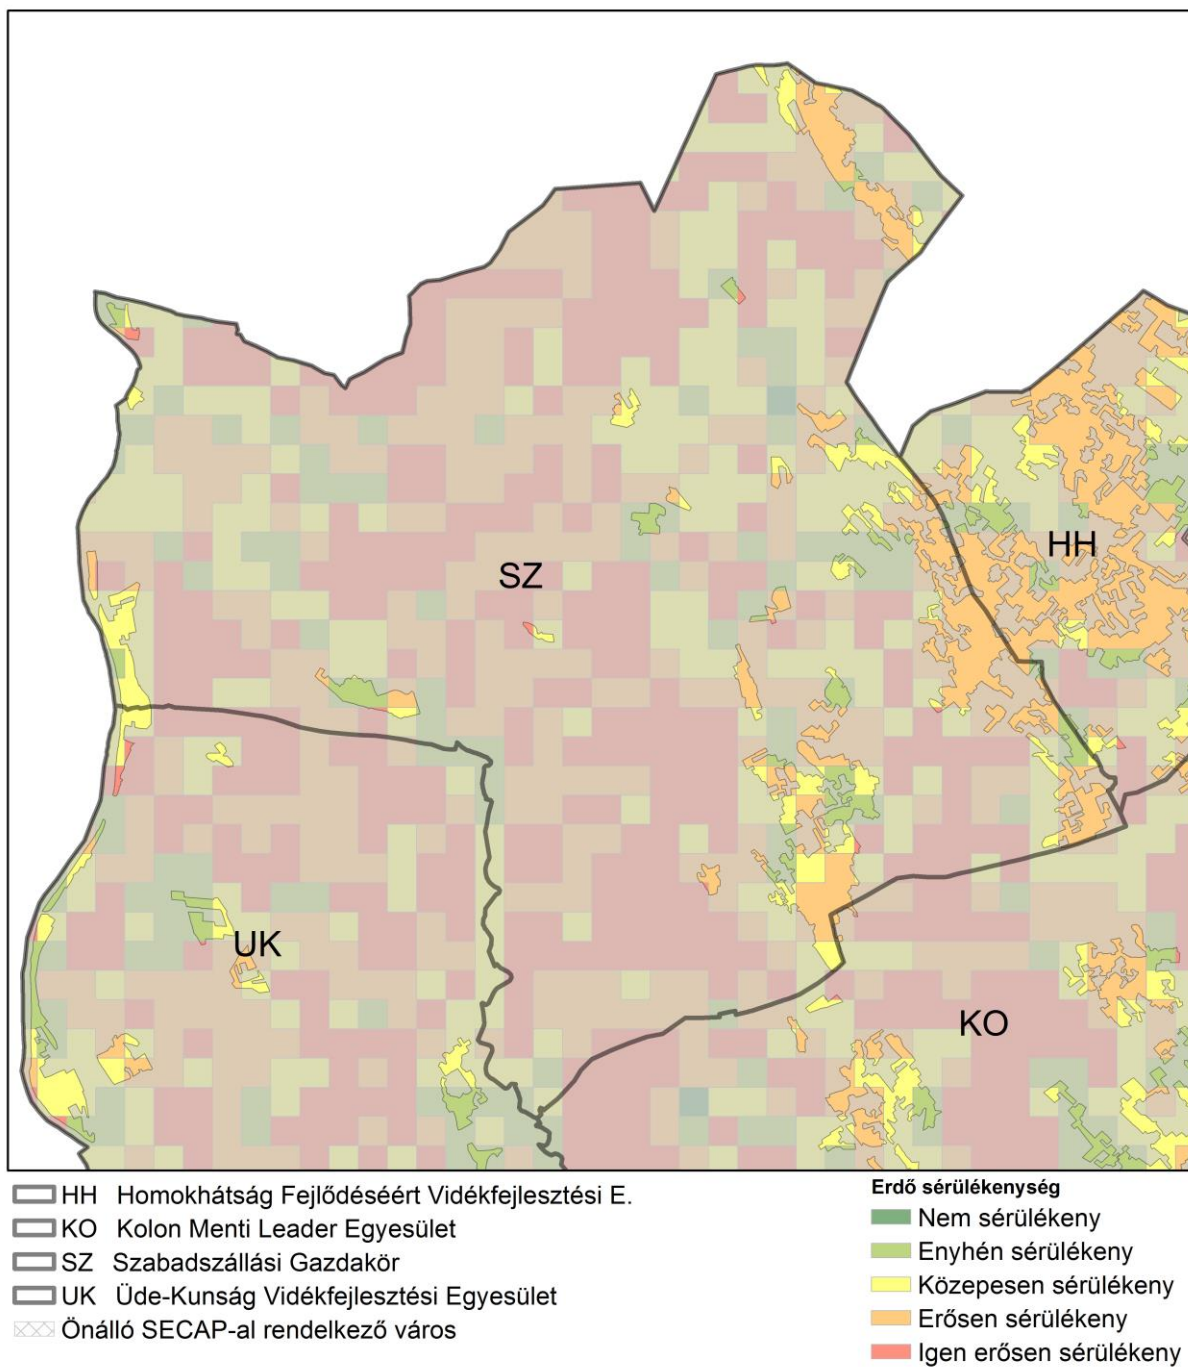 SZ
HH
UK
KO
HH Homokhátság Fejlődéséért Vidékfejlesztési E.
KO Kolon Menti Leader Egyesület
SZ Szabadszállási Gazdakör
UK Üde-Kunság Vidékfejlesztési Egyesület
Önálló SECAP-al rendelkező város
Erdő sérülékenység
Nem sérülékeny
Enyhén sérülékeny
Közepesen sérülékeny
Erősen sérülékeny
Igen erősen sérülékeny